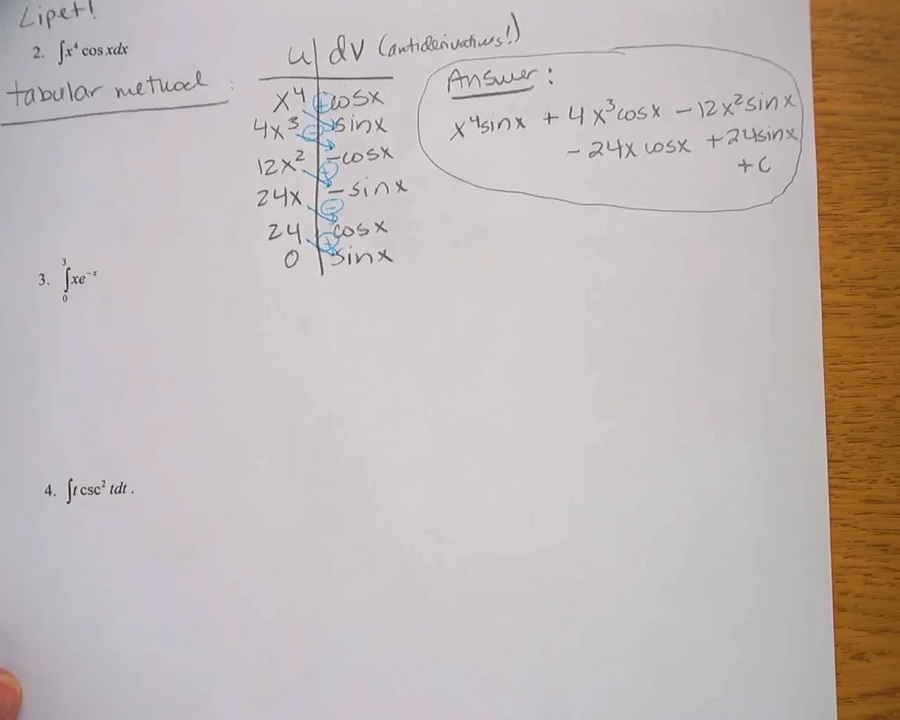 Lipet!
2. ∫x⁴ cos xdx
tabular method :
u | dv (antiderivatives!)
x⁴ + cosx
4x³ − sinx
12x² + −cosx
24x − −sinx
24 + cosx
0 sinx
Answer:
x⁴sinx + 4x³cosx − 12x²sinx
− 24x cosx + 24sinx
+ C
3. ∫₀³ xe⁻ˣ
4. ∫t csc² tdt .